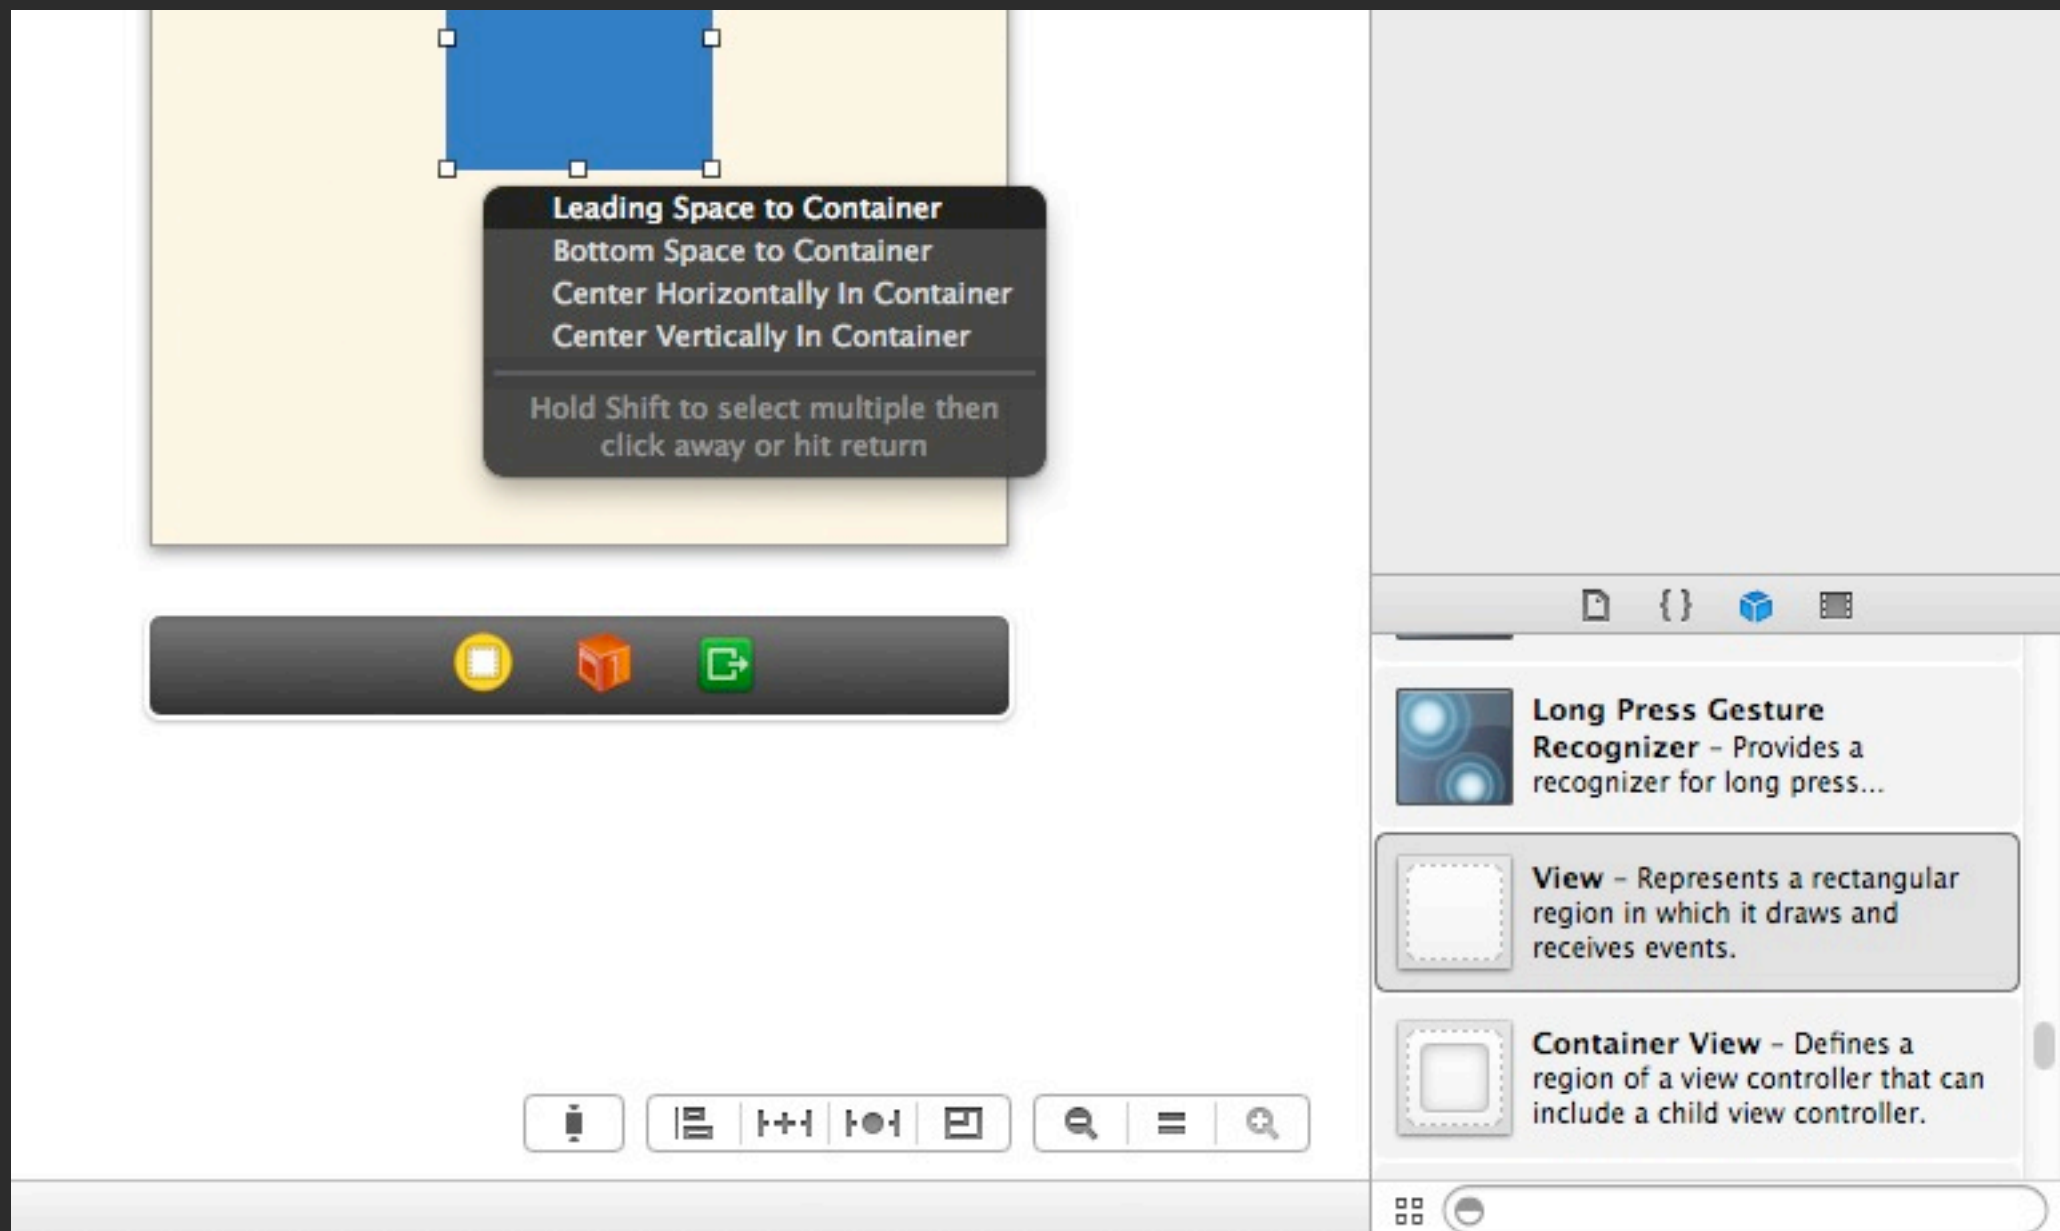 Leading Space to Container
Bottom Space to Container
Center Horizontally In Container
Center Vertically In Container
Hold Shift to select multiple then
click away or hit return
Long Press Gesture
Recognizer – Provides a
recognizer for long press...
View – Represents a rectangular
region in which it draws and
receives events.
Container View – Defines a
region of a view controller that can
include a child view controller.